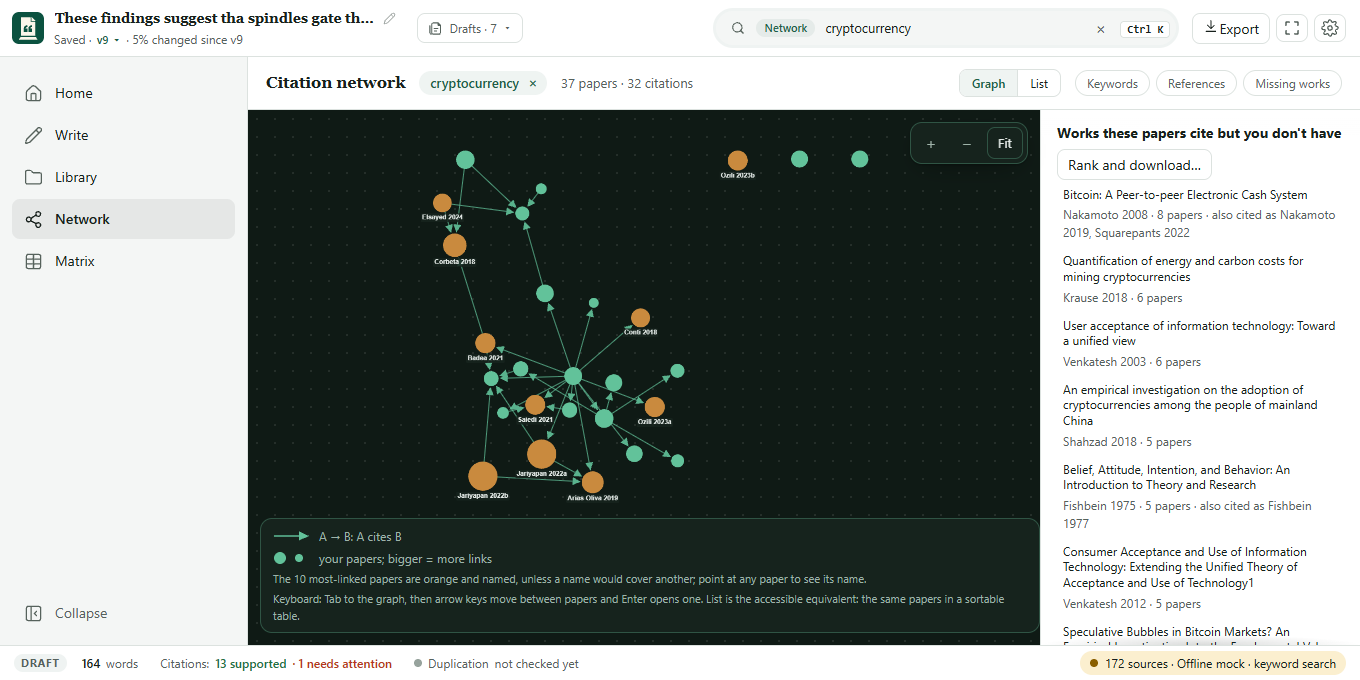 These findings suggest tha spindles gate th...
Saved · v9 · 5% changed since v9
Drafts · 7
Network cryptocurrency
Ctrl K
Export
Home
Write
Library
Network
Matrix
Collapse
Citation network
cryptocurrency ×
37 papers · 32 citations
Graph
List
Keywords
References
Missing works
+ − Fit
Ozili 2023b
Elsayed 2024
Corbeta 2018
Conti 2018
Badea 2021
Saiedi 2021
Ozili 2023a
Jariyapan 2022a
Jariyapan 2022b
Arias Oliva 2019
A → B: A cites B
your papers; bigger = more links
The 10 most-linked papers are orange and named, unless a name would cover another; point at any paper to see its name.
Keyboard: Tab to the graph, then arrow keys move between papers and Enter opens one. List is the accessible equivalent: the same papers in a sortable
table.
Works these papers cite but you don't have
Rank and download...
Bitcoin: A Peer-to-peer Electronic Cash System
Nakamoto 2008 · 8 papers · also cited as Nakamoto
2019, Squarepants 2022
Quantification of energy and carbon costs for
mining cryptocurrencies
Krause 2018 · 6 papers
User acceptance of information technology: Toward
a unified view
Venkatesh 2003 · 6 papers
An empirical investigation on the adoption of
cryptocurrencies among the people of mainland
China
Shahzad 2018 · 5 papers
Belief, Attitude, Intention, and Behavior: An
Introduction to Theory and Research
Fishbein 1975 · 5 papers · also cited as Fishbein
1977
Consumer Acceptance and Use of Information
Technology: Extending the Unified Theory of
Acceptance and Use of Technology1
Venkatesh 2012 · 5 papers
Speculative Bubbles in Bitcoin Markets? An
DRAFT 164 words Citations: 13 supported · 1 needs attention Duplication not checked yet
172 sources · Offline mock · keyword search